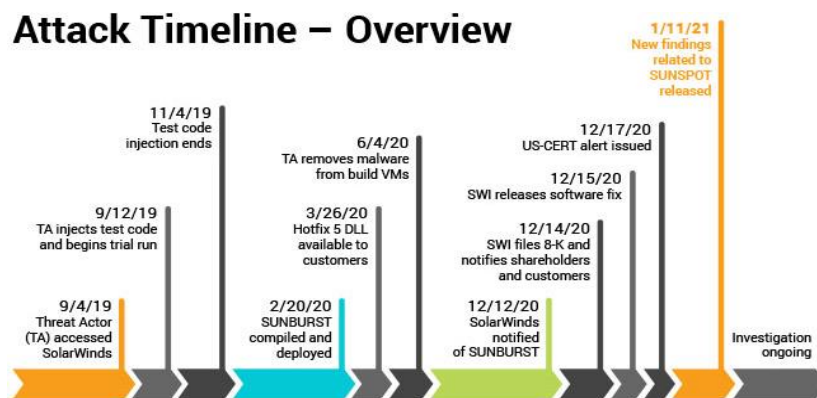 Attack Timeline – Overview
9/4/19
Threat Actor
(TA) accessed
SolarWinds
9/12/19
TA injects test code
and begins trial run
11/4/19
Test code
injection ends
2/20/20
SUNBURST
compiled and
deployed
3/26/20
Hotfix 5 DLL
available to
customers
6/4/20
TA removes malware
from build VMs
12/12/20
SolarWinds
notified
of SUNBURST
12/14/20
SWI files 8-K and
notifies shareholders
and customers
12/15/20
SWI releases software fix
12/17/20
US-CERT alert issued
1/11/21
New findings
related to
SUNSPOT
released
Investigation
ongoing